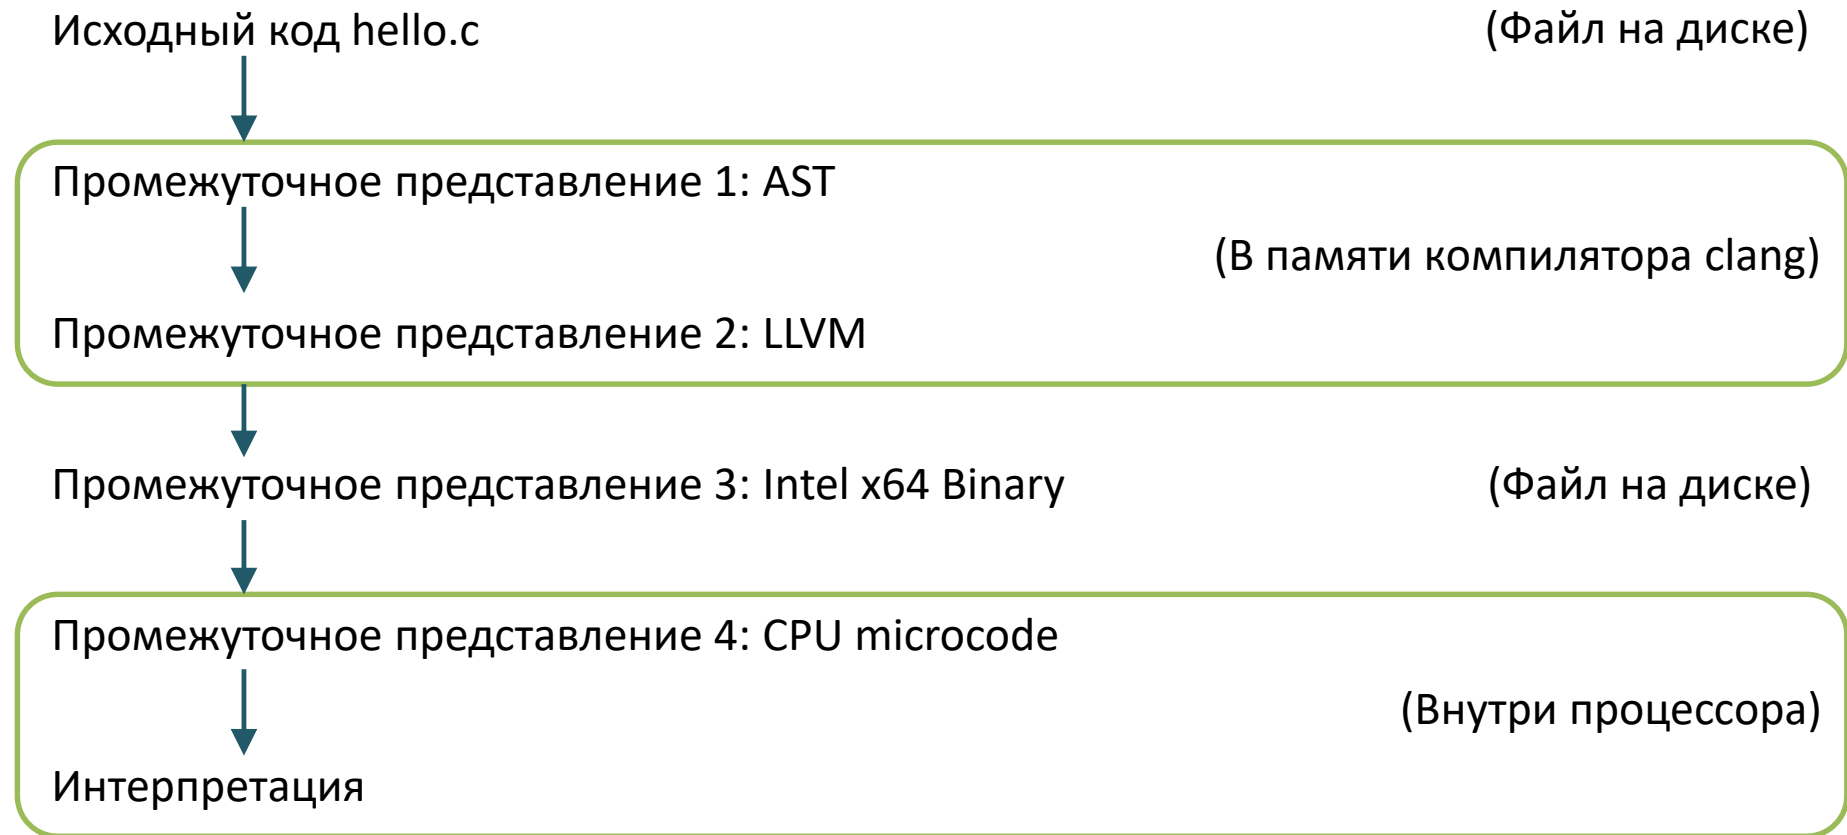 Исходный код hello.c (Файл на диске)
Промежуточное представление 1: AST
(В памяти компилятора clang)
Промежуточное представление 2: LLVM
Промежуточное представление 3: Intel x64 Binary (Файл на диске)
Промежуточное представление 4: CPU microcode
(Внутри процессора)
Интерпретация